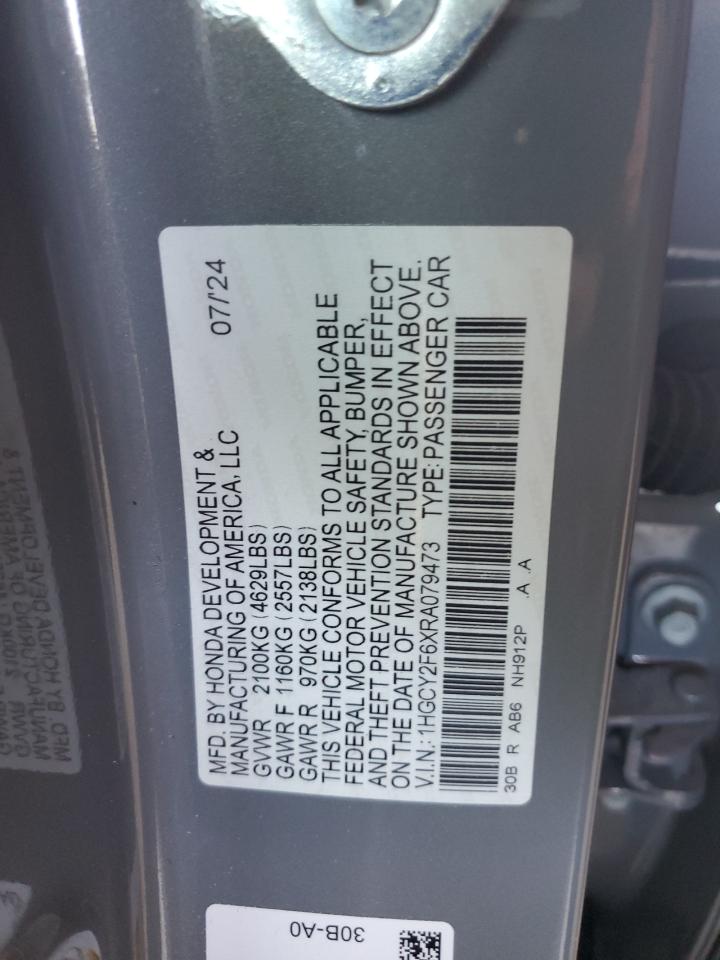 MFD. BY HONDA DEVELOPMENT &
MANUFACTURING OF AMERICA, LLC 07/'24
GVWR 2100KG (4629LBS)
GAWR F 1160KG (2557LBS)
GAWR R 970KG (2138LBS)
THIS VEHICLE CONFORMS TO ALL APPLICABLE
FEDERAL MOTOR VEHICLE SAFETY, BUMPER,
AND THEFT PREVENTION STANDARDS IN EFFECT
ON THE DATE OF MANUFACTURE SHOWN ABOVE.
V.I.N.: 1HGCY2F6XRA079473 TYPE: PASSENGER CAR
30B R AB6 NH912P .A .A
30B-A0